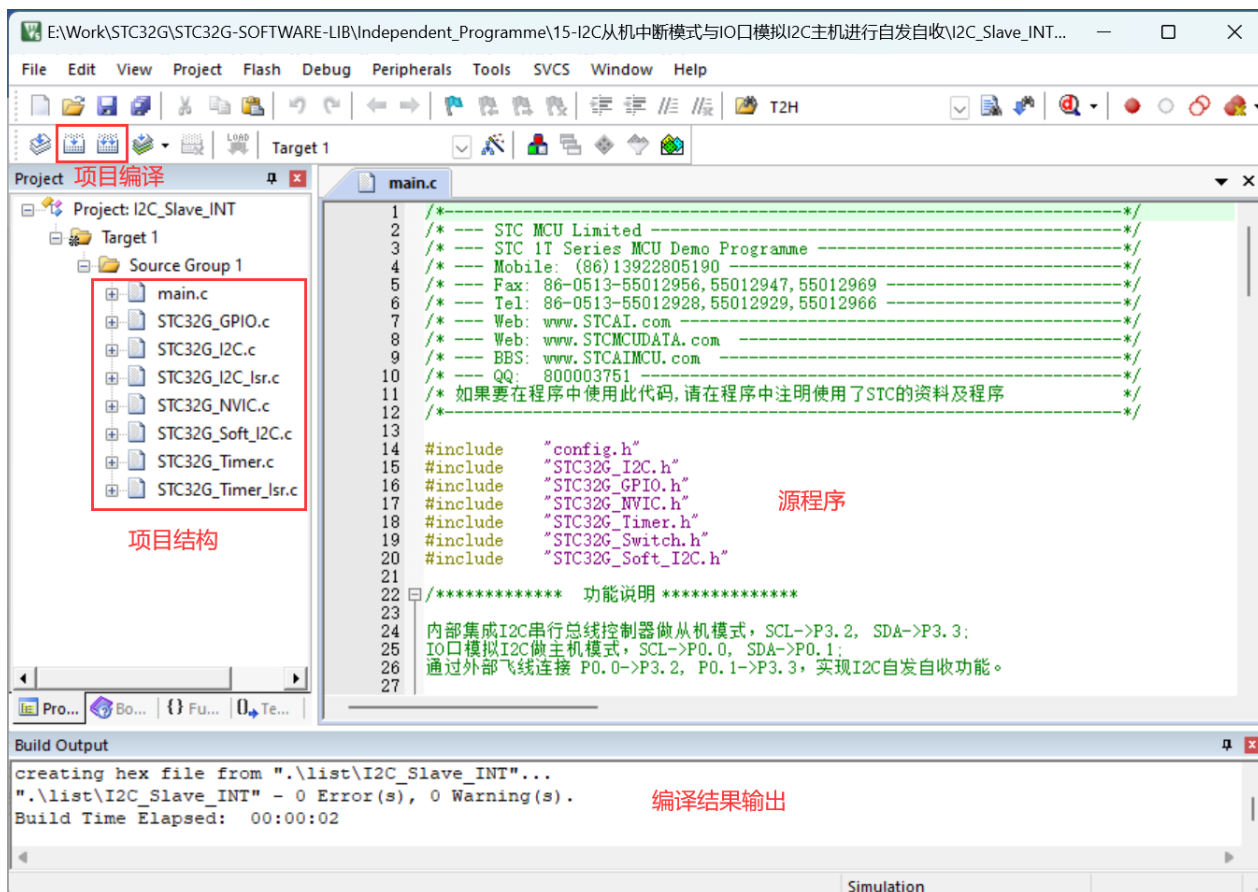 E:\Work\STC32G\STC32G-SOFTWARE-LIB\Independent_Programme\15-I2C从机中断模式与IO口模拟I2C主机进行自发自收\I2C_Slave_INT...
File Edit View Project Flash Debug Peripherals Tools SVCS Window Help
T2H
LOAD
Target 1
Project 项目编译
main.c
Project: I2C_Slave_INT
Target 1
Source Group 1
main.c
STC32G_GPIO.c
STC32G_I2C.c
STC32G_I2C_Isr.c
STC32G_NVIC.c
STC32G_Soft_I2C.c
STC32G_Timer.c
STC32G_Timer_Isr.c
项目结构
1 /*---------------------------------------------------------------------*/
2 /* --- STC MCU Limited ------------------------------------------------*/
3 /* --- STC 1T Series MCU Demo Programme -------------------------------*/
4 /* --- Mobile: (86)13922805190 ----------------------------------------*/
5 /* --- Fax: 86-0513-55012956,55012947,55012969 ------------------------*/
6 /* --- Tel: 86-0513-55012928,55012929,55012966 ------------------------*/
7 /* --- Web: www.STCAI.com ---------------------------------------------*/
8 /* --- Web: www.STCMCUDATA.com ---------------------------------------*/
9 /* --- BBS: www.STCAIMCU.com -----------------------------------------*/
10 /* --- QQ: 800003751 -------------------------------------------------*/
11 /* 如果要在程序中使用此代码,请在程序中注明使用了STC的资料及程序 */
12 /*---------------------------------------------------------------------*/
13
14 #include "config.h"
15 #include "STC32G_I2C.h"
16 #include "STC32G_GPIO.h"
17 #include "STC32G_NVIC.h"
18 #include "STC32G_Timer.h"
19 #include "STC32G_Switch.h"
20 #include "STC32G_Soft_I2C.h"
21
22 /************* 功能说明 **************
23
24 内部集成I2C串行总线控制器做从机模式，SCL->P3.2, SDA->P3.3;
25 IO口模拟I2C做主机模式，SCL->P0.0, SDA->P0.1;
26 通过外部飞线连接 P0.0->P3.2, P0.1->P3.3，实现I2C自发自收功能。
27
源程序
Pro... Bo... {} Fu... Te...
Build Output
creating hex file from ".\list\I2C_Slave_INT"...
".\list\I2C_Slave_INT" - 0 Error(s), 0 Warning(s).
Build Time Elapsed: 00:00:02
编译结果输出
Simulation